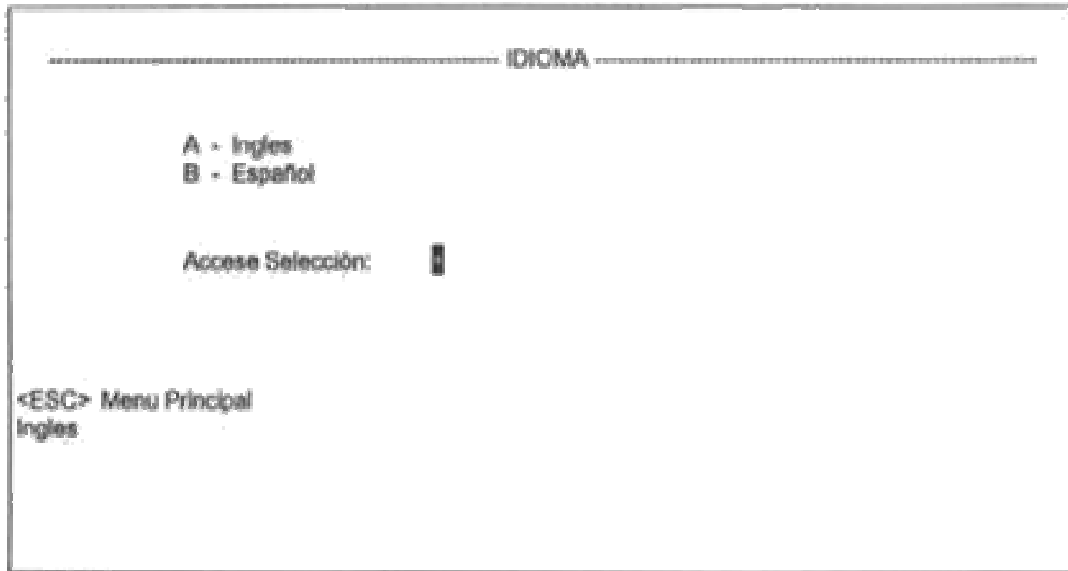 IDIOMA
A - Ingles
B - Español
Accese Selección:
<ESC> Menu Principal
Ingles